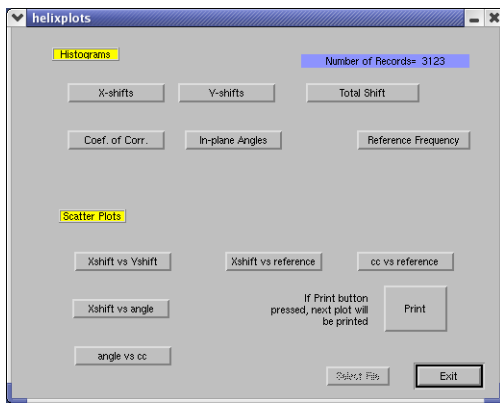 helixplots
Histograms
Number of Records= 3123
X-shifts
Y-shifts
Total Shift
Coef. of Corr.
In-plane Angles
Reference Frequency
Scatter Plots
Xshift vs Yshift
Xshift vs reference
cc vs reference
Xshift vs angle
If Print button
pressed, next plot will
be printed
Print
angle vs cc
Select File
Exit